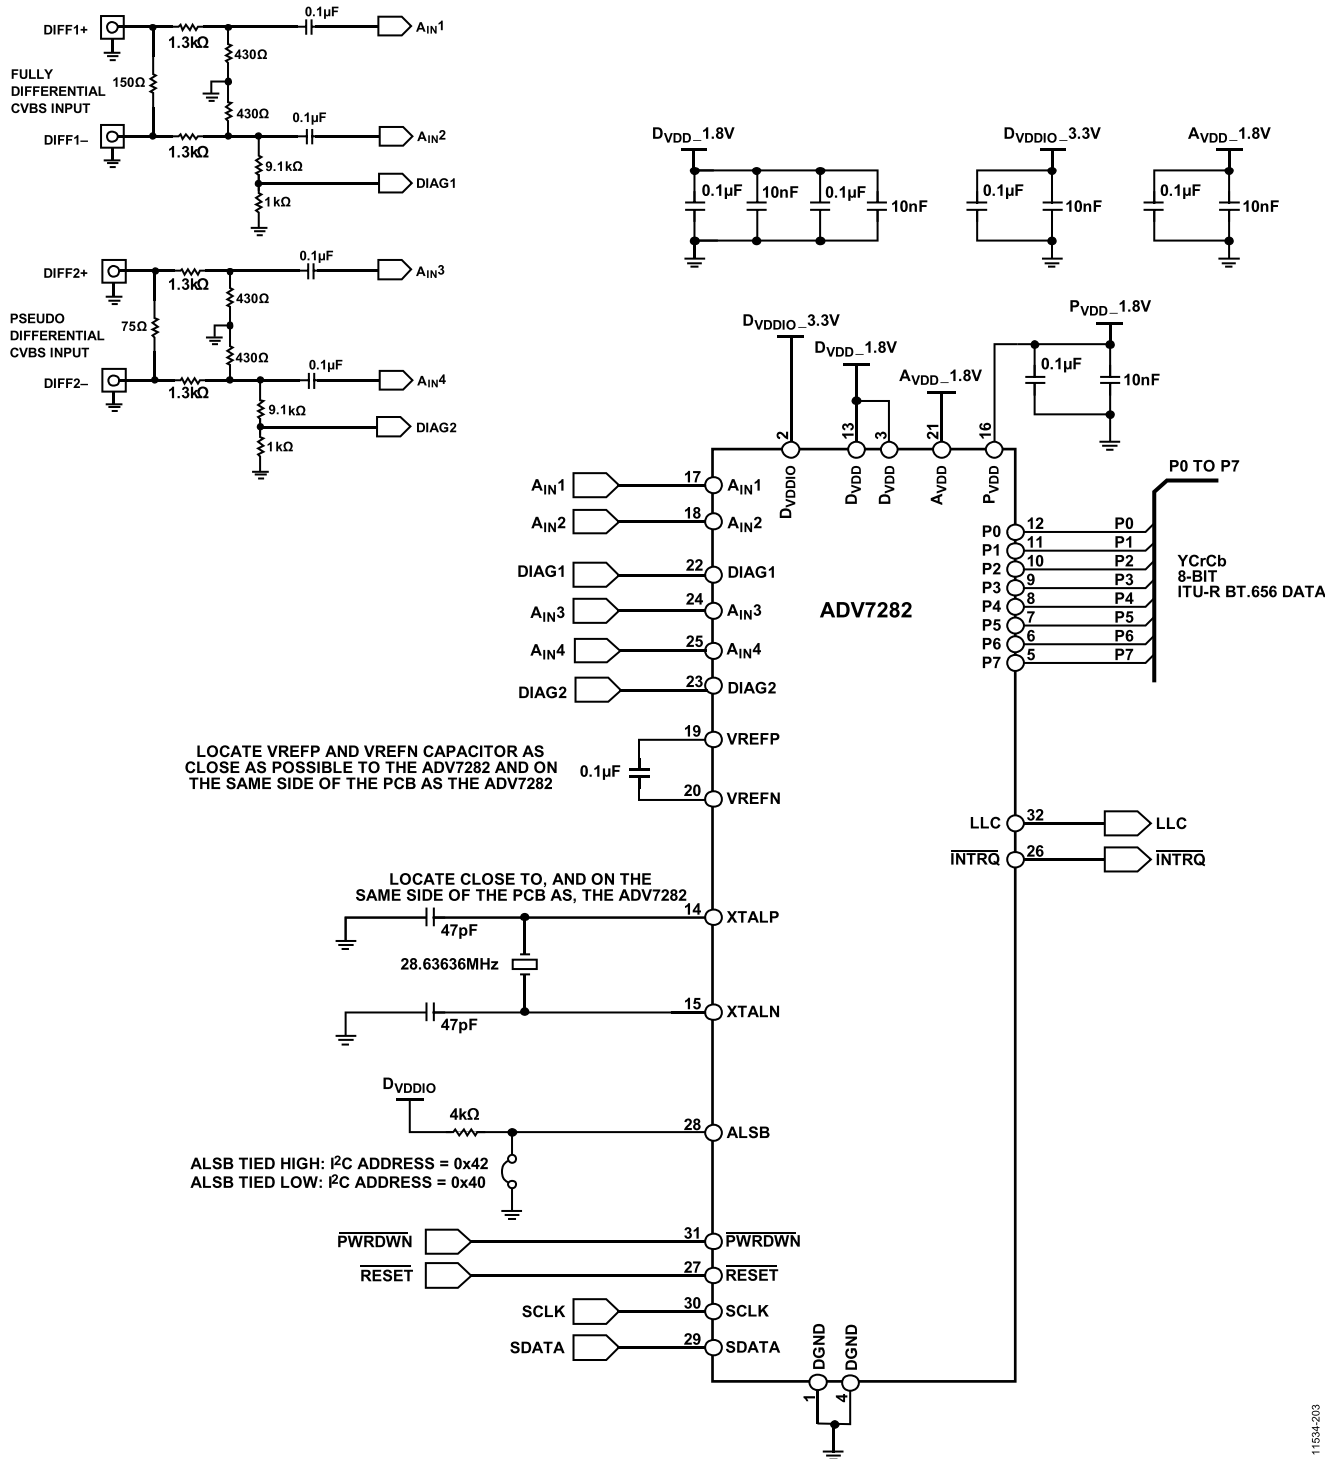 DIFF1+
0.1µF
AIN1
1.3kΩ
430Ω
FULLY
DIFFERENTIAL
CVBS INPUT
150Ω
430Ω
0.1µF
DIFF1–
AIN2
1.3kΩ
9.1kΩ
DIAG1
1kΩ
DIFF2+
0.1µF
AIN3
1.3kΩ
430Ω
PSEUDO
DIFFERENTIAL
CVBS INPUT
75Ω
430Ω
0.1µF
DIFF2–
AIN4
1.3kΩ
9.1kΩ
DIAG2
1kΩ
DVDD_1.8V
0.1µF
10nF
0.1µF
10nF
DVDDIO_3.3V
0.1µF
10nF
AVDD_1.8V
0.1µF
10nF
DVDDIO_3.3V
DVDD_1.8V
AVDD_1.8V
PVDD_1.8V
0.1µF
10nF
2
13
3
21
16
DVDDIO
DVDD
DVDD
AVDD
PVDD
AIN1
17
AIN1
AIN2
18
AIN2
DIAG1
22
DIAG1
AIN3
24
AIN3
AIN4
25
AIN4
DIAG2
23
DIAG2
ADV7282
P0 TO P7
P0
12
P0
P1
11
P1
P2
10
P2
P3
9
P3
P4
8
P4
P5
7
P5
P6
6
P6
P7
5
P7
YCrCb
8-BIT
ITU-R BT.656 DATA
LOCATE VREFP AND VREFN CAPACITOR AS
CLOSE AS POSSIBLE TO THE ADV7282 AND ON
THE SAME SIDE OF THE PCB AS THE ADV7282
0.1µF
19
VREFP
20
VREFN
LLC
32
LLC
INTRQ
26
INTRQ
LOCATE CLOSE TO, AND ON THE
SAME SIDE OF THE PCB AS, THE ADV7282
47pF
14
XTALP
28.63636MHz
47pF
15
XTALN
DVDDIO
4kΩ
28
ALSB
ALSB TIED HIGH: I2C ADDRESS = 0x42
ALSB TIED LOW: I2C ADDRESS = 0x40
PWRDWN
31
PWRDWN
RESET
27
RESET
SCLK
30
SCLK
SDATA
29
SDATA
DGND
DGND
1
4
11534-203